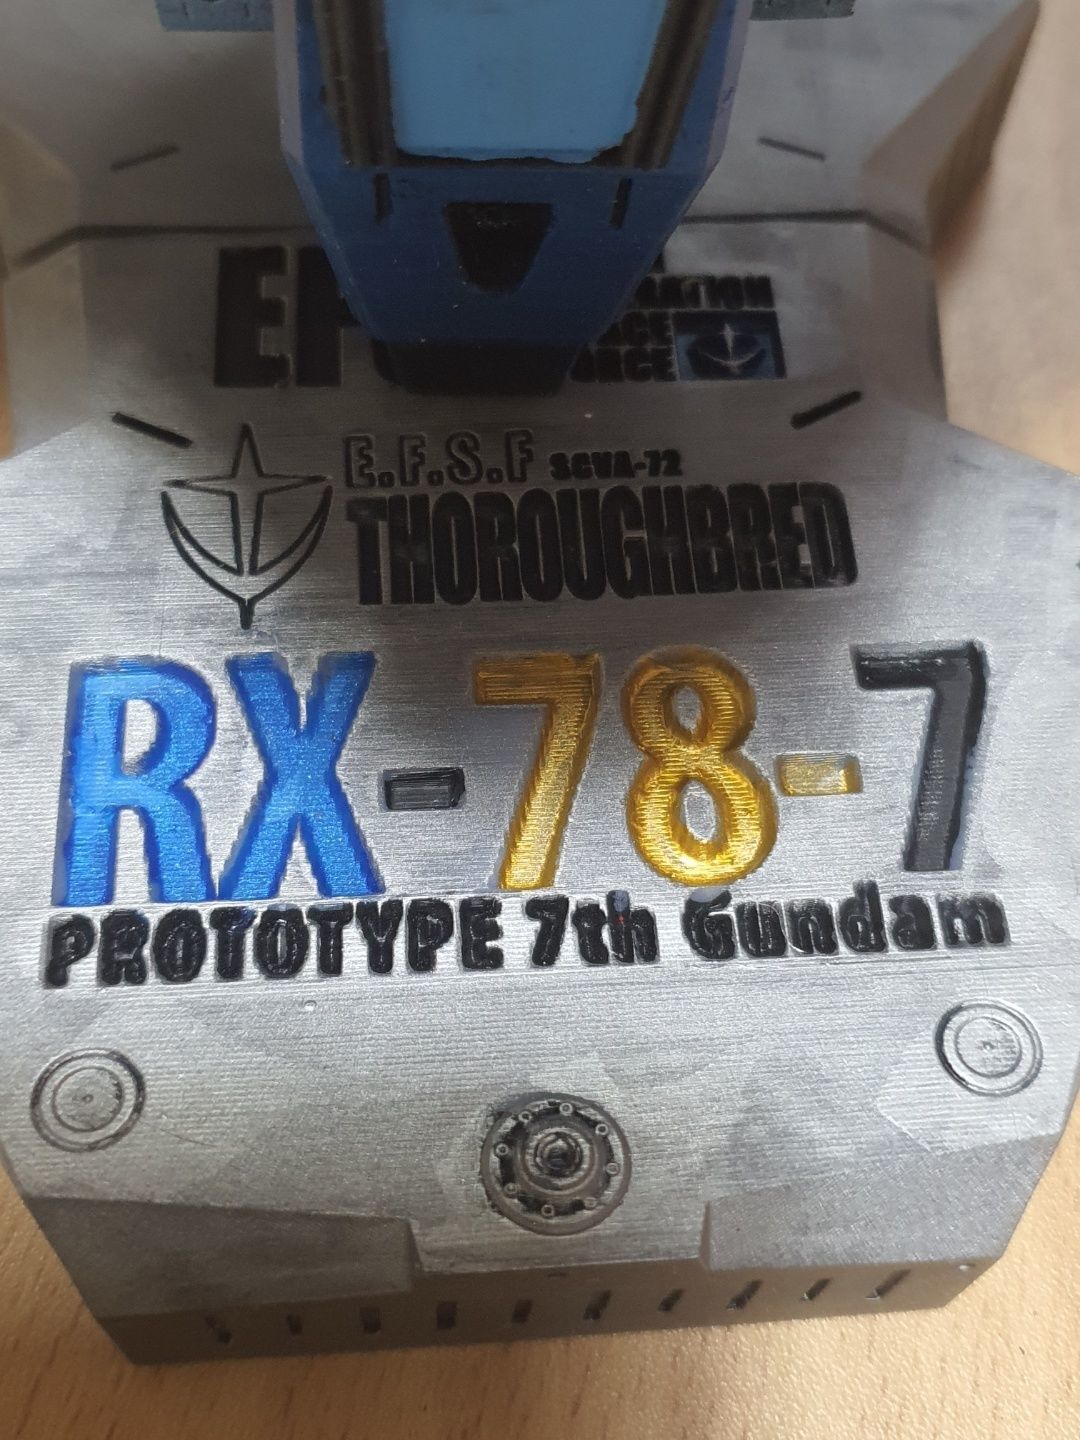 E.F.S.F SCVA-72
THOROUGHBRED
RX-78-7
PROTOTYPE 7th Gundam